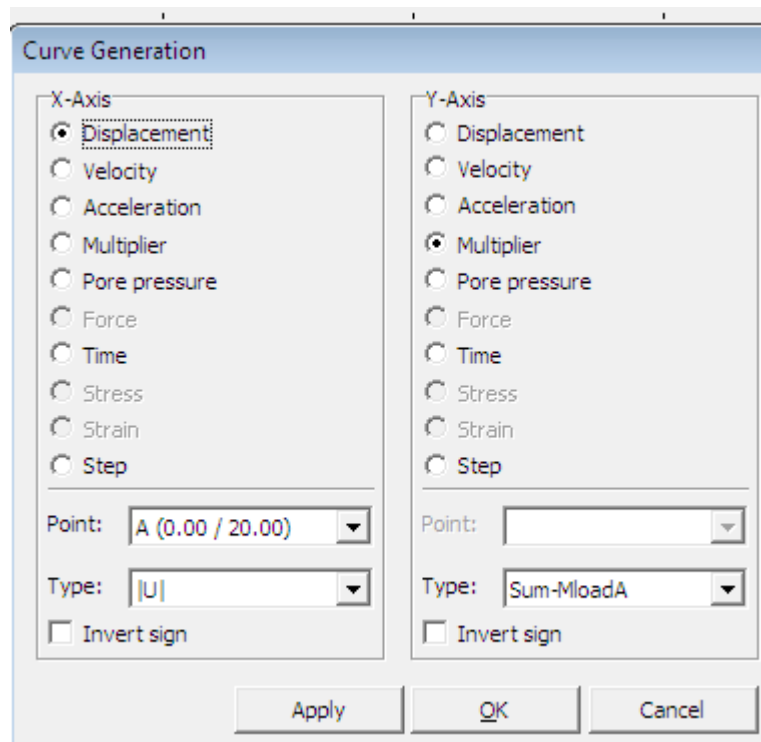 Curve Generation
X-Axis
Displacement
Velocity
Acceleration
Multiplier
Pore pressure
Force
Time
Stress
Strain
Step
Point: A (0.00 / 20.00)
Type: |U|
Invert sign
Y-Axis
Displacement
Velocity
Acceleration
Multiplier
Pore pressure
Force
Time
Stress
Strain
Step
Point:
Type: Sum-MloadA
Invert sign
Apply OK Cancel